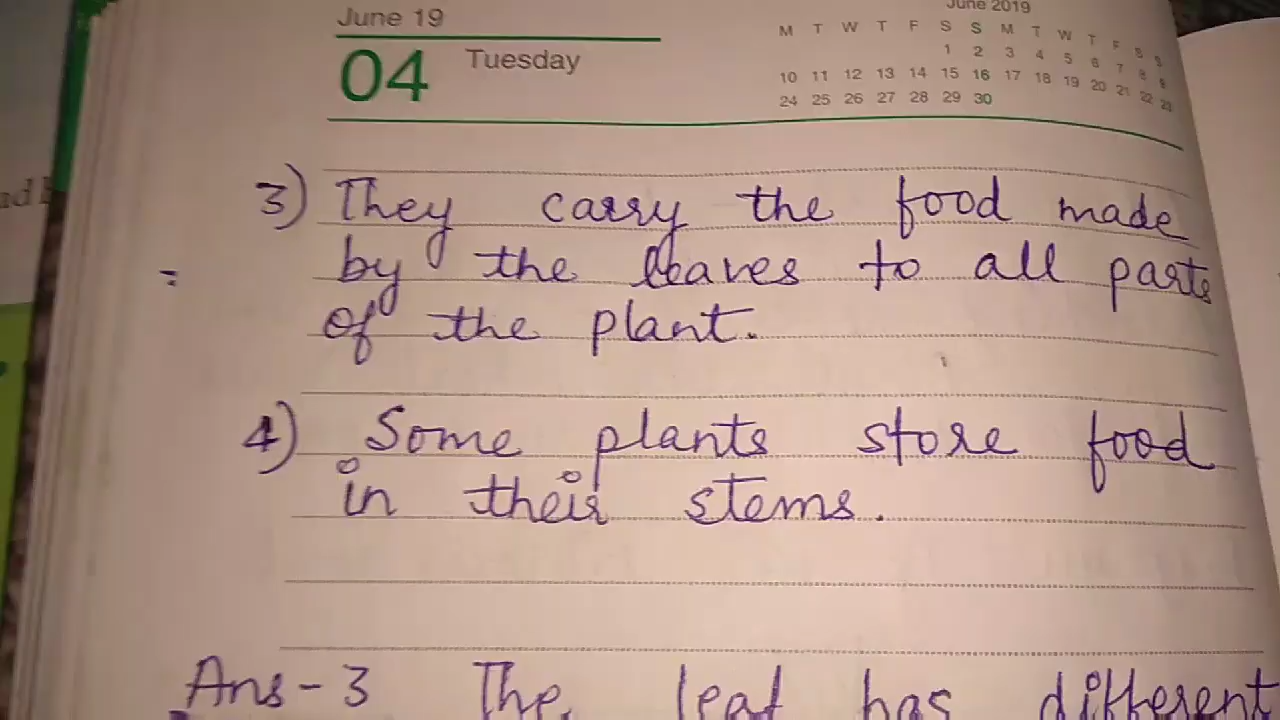 June 19
04 Tuesday
June 2019
M T W T F S S M T W T F S S
1 2 3 4 5 6 7 8 9
10 11 12 13 14 15 16 17 18 19 20 21 22 23
24 25 26 27 28 29 30
3) They carry the food made
by the leaves to all parts
of the plant.
4) Some plants store food
in their stems.
Ans - 3 The leaf has different